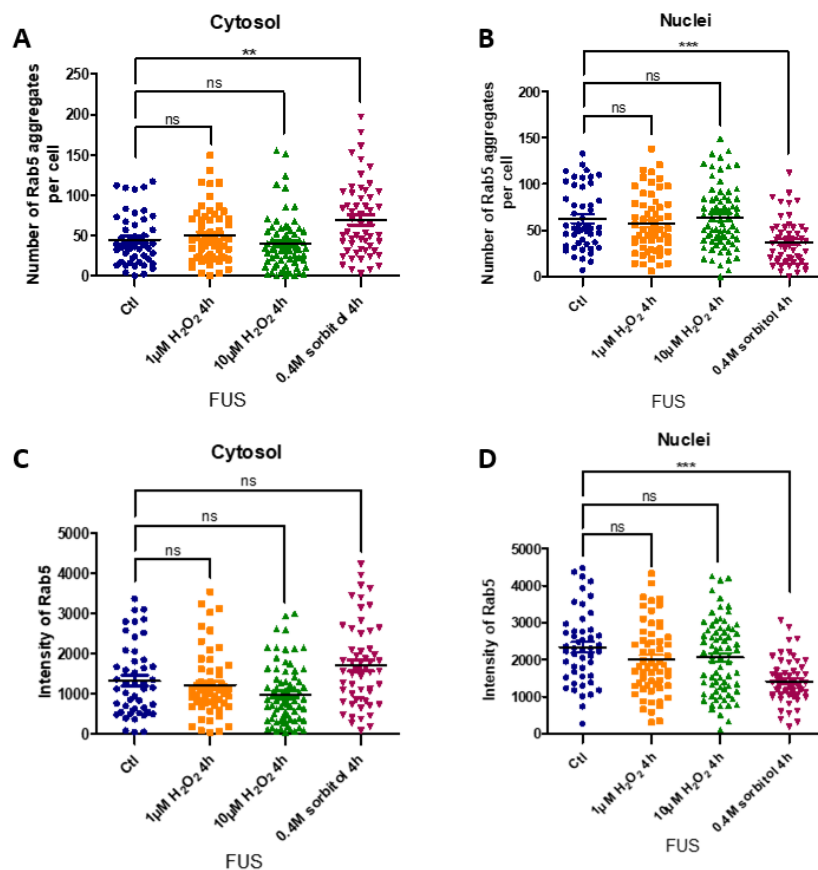 A
Cytosol
**
ns
ns
250
200
150
100
50
0
Number of Rab5 aggregates
per cell
Ctl
1μM H₂O₂ 4h
10μM H₂O₂ 4h
0.4M sorbitol 4h
FUS
B
Nuclei
***
ns
ns
200
150
100
50
0
Number of Rab5 aggregates
per cell
Ctl
1μM H₂O₂ 4h
10μM H₂O₂ 4h
0.4M sorbitol 4h
FUS
C
Cytosol
ns
ns
ns
5000
4000
3000
2000
1000
0
Intensity of Rab5
Ctl
1μM H₂O₂ 4h
10μM H₂O₂ 4h
0.4M sorbitol 4h
FUS
D
Nuclei
***
ns
ns
5000
4000
3000
2000
1000
0
Intensity of Rab5
Ctl
1μM H₂O₂ 4h
10μM H₂O₂ 4h
0.4M sorbitol 4h
FUS